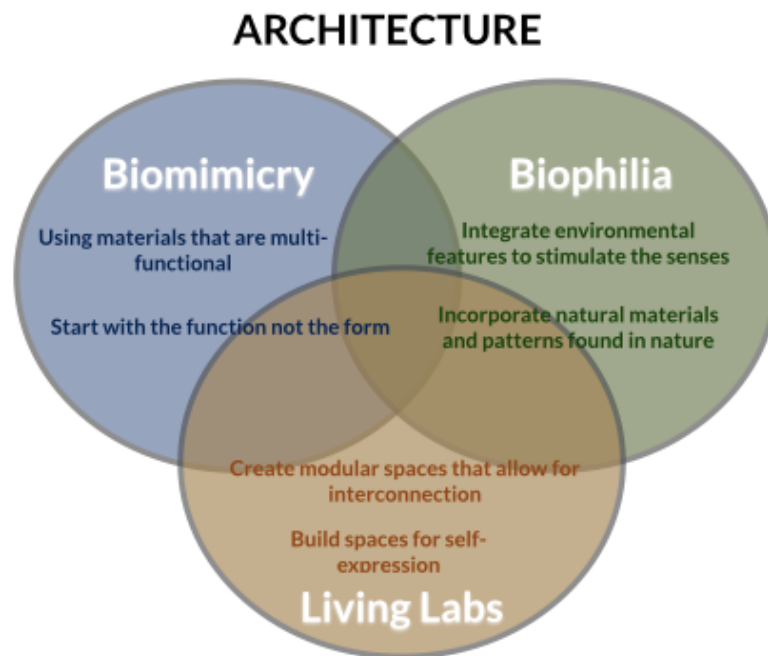 ARCHITECTURE
Biomimicry
Using materials that are multi-
functional
Start with the function not the form
Biophilia
Integrate environmental
features to stimulate the senses
Incorporate natural materials
and patterns found in nature
Create modular spaces that allow for
interconnection
Build spaces for self-
expression
Living Labs